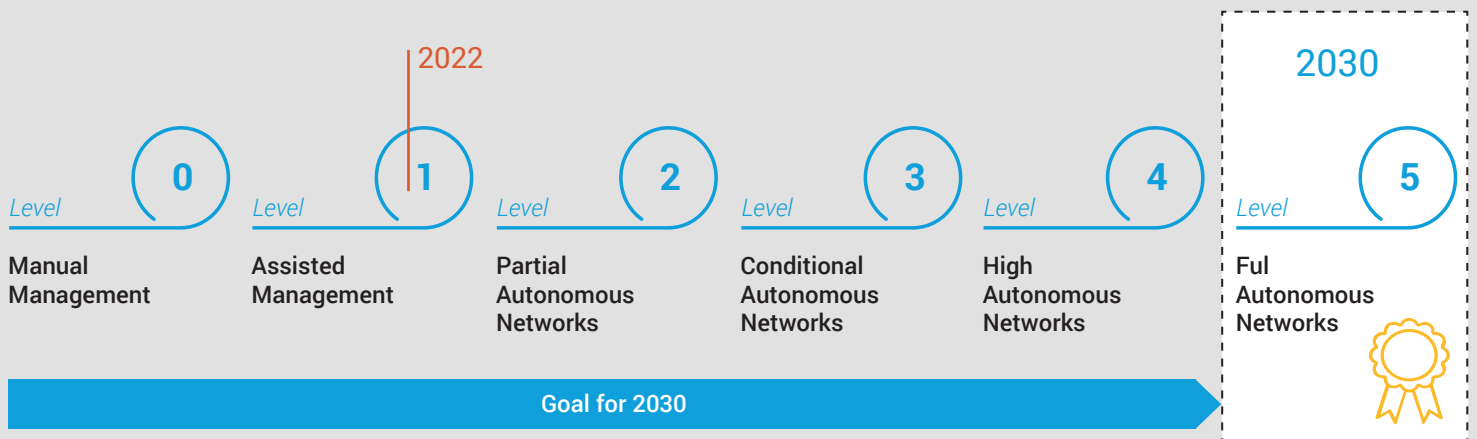 2022
2030
Level 0
Level 1
Level 2
Level 3
Level 4
Level 5
Manual
Management
Assisted
Management
Partial
Autonomous
Networks
Conditional
Autonomous
Networks
High
Autonomous
Networks
Ful
Autonomous
Networks
Goal for 2030